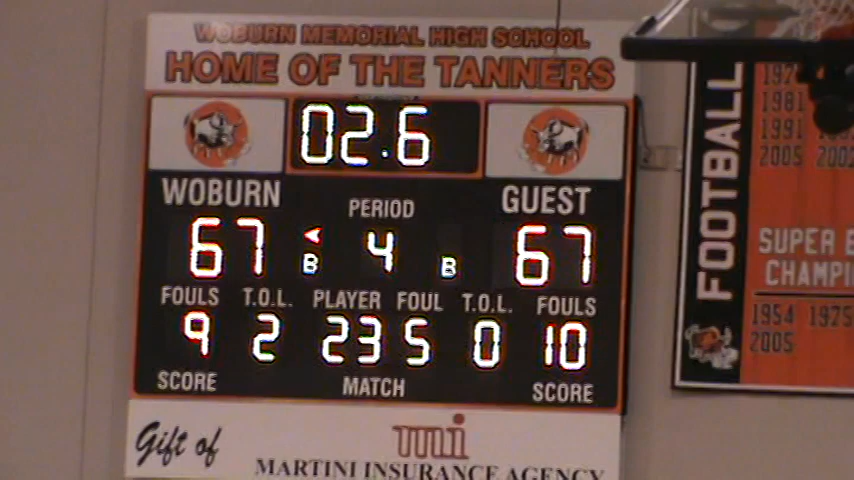 WOBURN MEMORIAL HIGH SCHOOL
HOME OF THE TANNERS
02.6
WOBURN PERIOD GUEST
67 B 4 B 67
FOULS T.O.L. PLAYER FOUL T.O.L. FOULS
9 2 23 5 0 10
SCORE MATCH SCORE
Gift of mi
MARTINI INSURANCE AGENCY
FOOTBALL
1981
1991
2005
SUPER
CHAMPI
1954 1975
2005